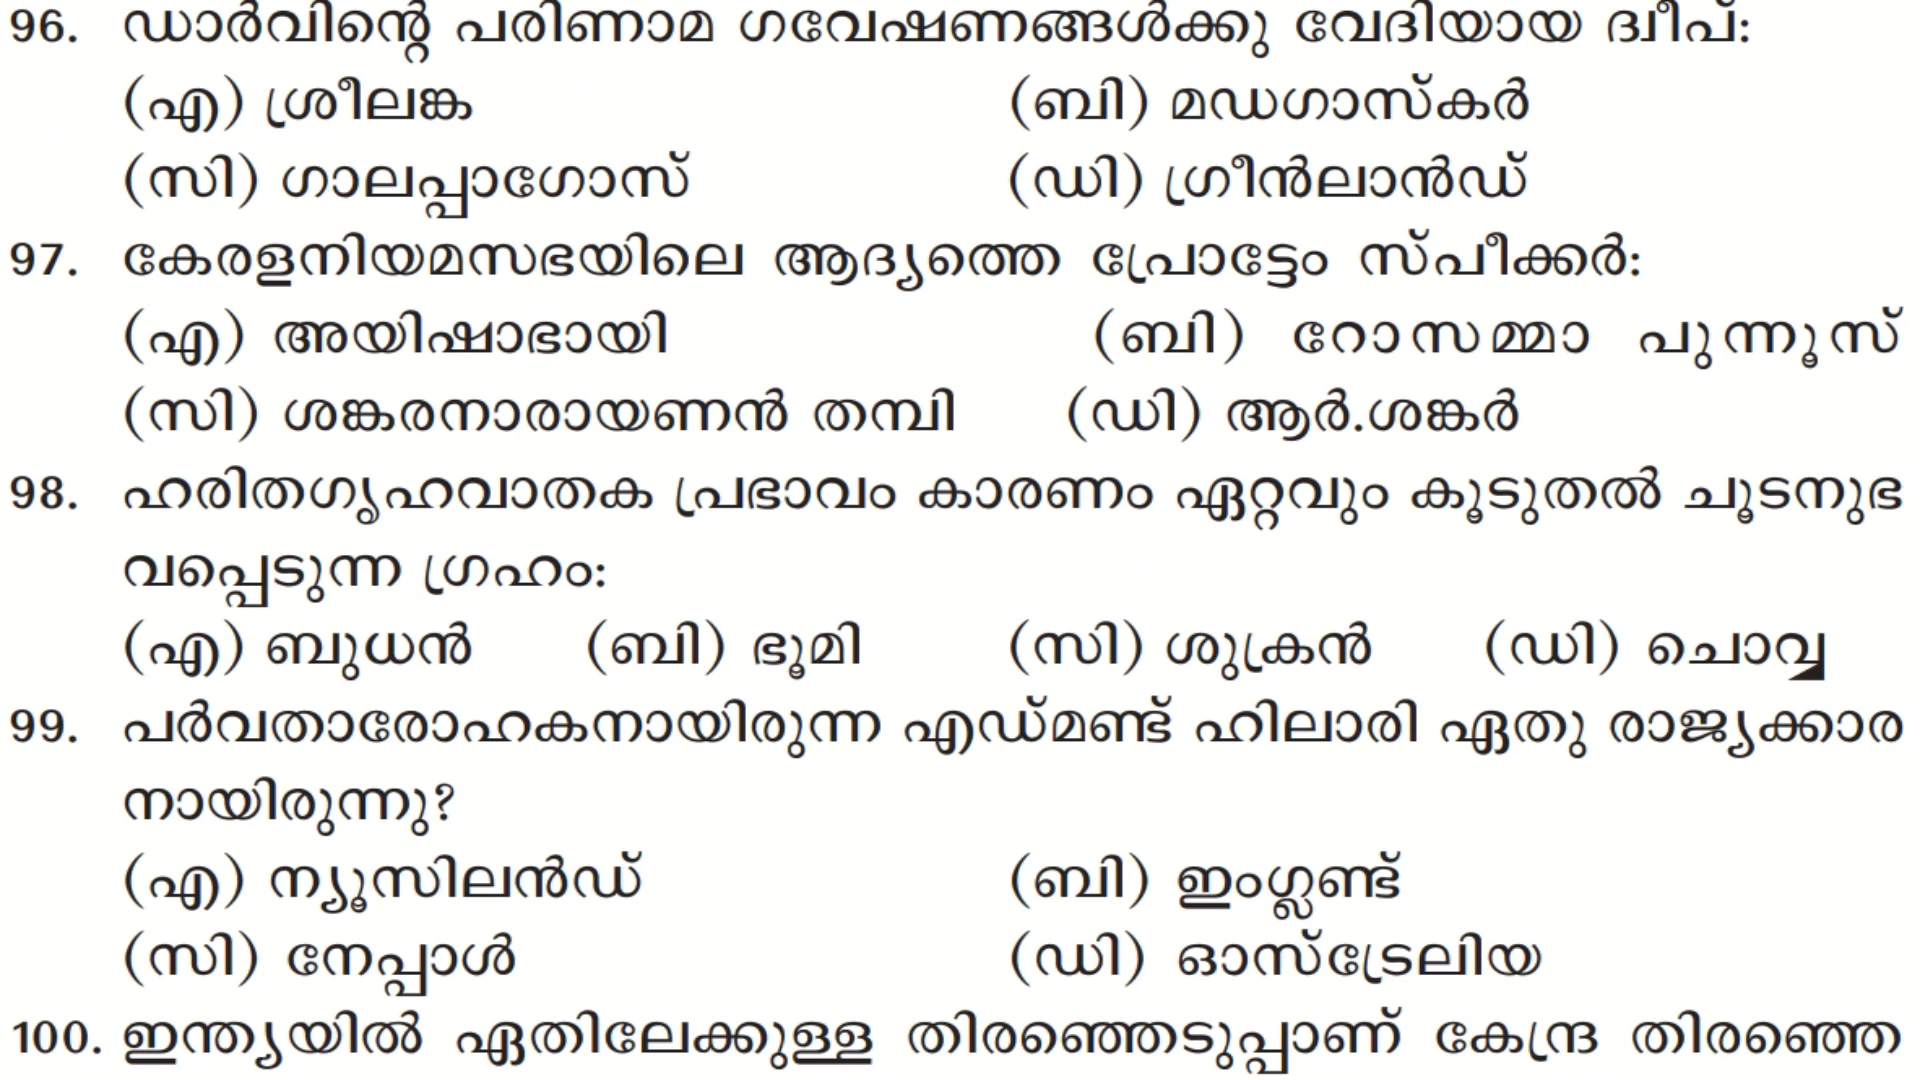 96. ഡാർവിന്റെ പരിണാമ ഗവേഷണങ്ങൾക്കു വേദിയായ ദ്വീപ്:
(എ) ശ്രീലങ്ക (ബി) മഡഗാസ്കർ
(സി) ഗാലപ്പാഗോസ് (ഡി) ഗ്രീൻലാൻഡ്
97. കേരളനിയമസഭയിലെ ആദ്യത്തെ പ്രോട്ടേം സ്പീക്കർ:
(എ) അയിഷാഭായി (ബി) റോസമ്മാ പുന്നൂസ്
(സി) ശങ്കരനാരായണൻ തമ്പി (ഡി) ആർ.ശങ്കർ
98. ഹരിതഗൃഹവാതക പ്രഭാവം കാരണം ഏറ്റവും കൂടുതൽ ചൂടനുഭ
വപ്പെടുന്ന ഗ്രഹം:
(എ) ബുധൻ (ബി) ഭൂമി (സി) ശുക്രൻ (ഡി) ചൊവ്വ
99. പർവതാരോഹകനായിരുന്ന എഡ്മണ്ട് ഹിലാരി ഏതു രാജ്യക്കാര
നായിരുന്നു?
(എ) ന്യൂസിലൻഡ് (ബി) ഇംഗ്ലണ്ട്
(സി) നേപ്പാൾ (ഡി) ഓസ്ട്രേലിയ
100. ഇന്ത്യയിൽ ഏതിലേക്കുള്ള തിരഞ്ഞെടുപ്പാണ് കേന്ദ്ര തിരഞ്ഞെ